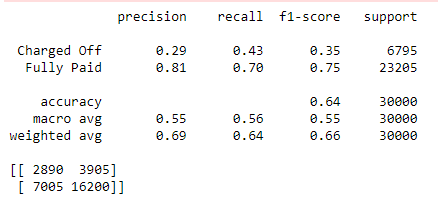 precision recall f1-score support
Charged Off 0.29 0.43 0.35 6795
Fully Paid 0.81 0.70 0.75 23205
accuracy 0.64 30000
macro avg 0.55 0.56 0.55 30000
weighted avg 0.69 0.64 0.66 30000
[[ 2890 3905]
[ 7005 16200]]